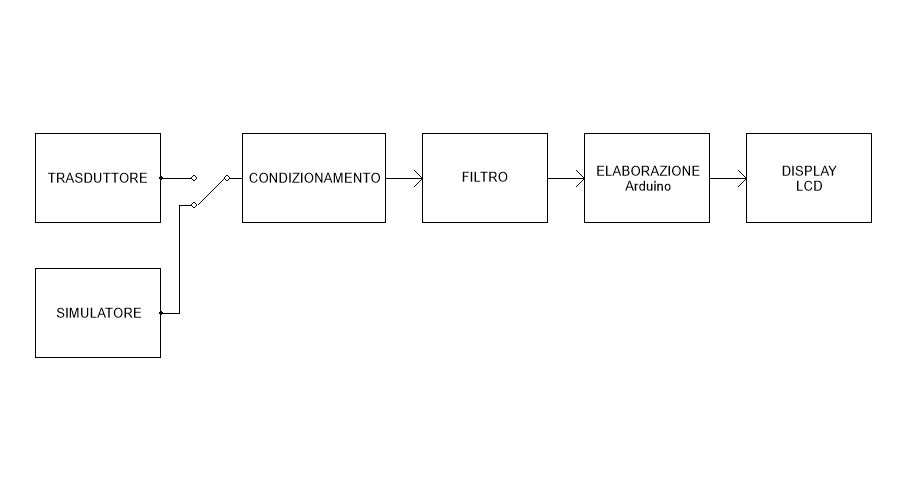 TRASDUTTORE
CONDIZIONAMENTO
FILTRO
ELABORAZIONE
Arduino
DISPLAY
LCD
SIMULATORE